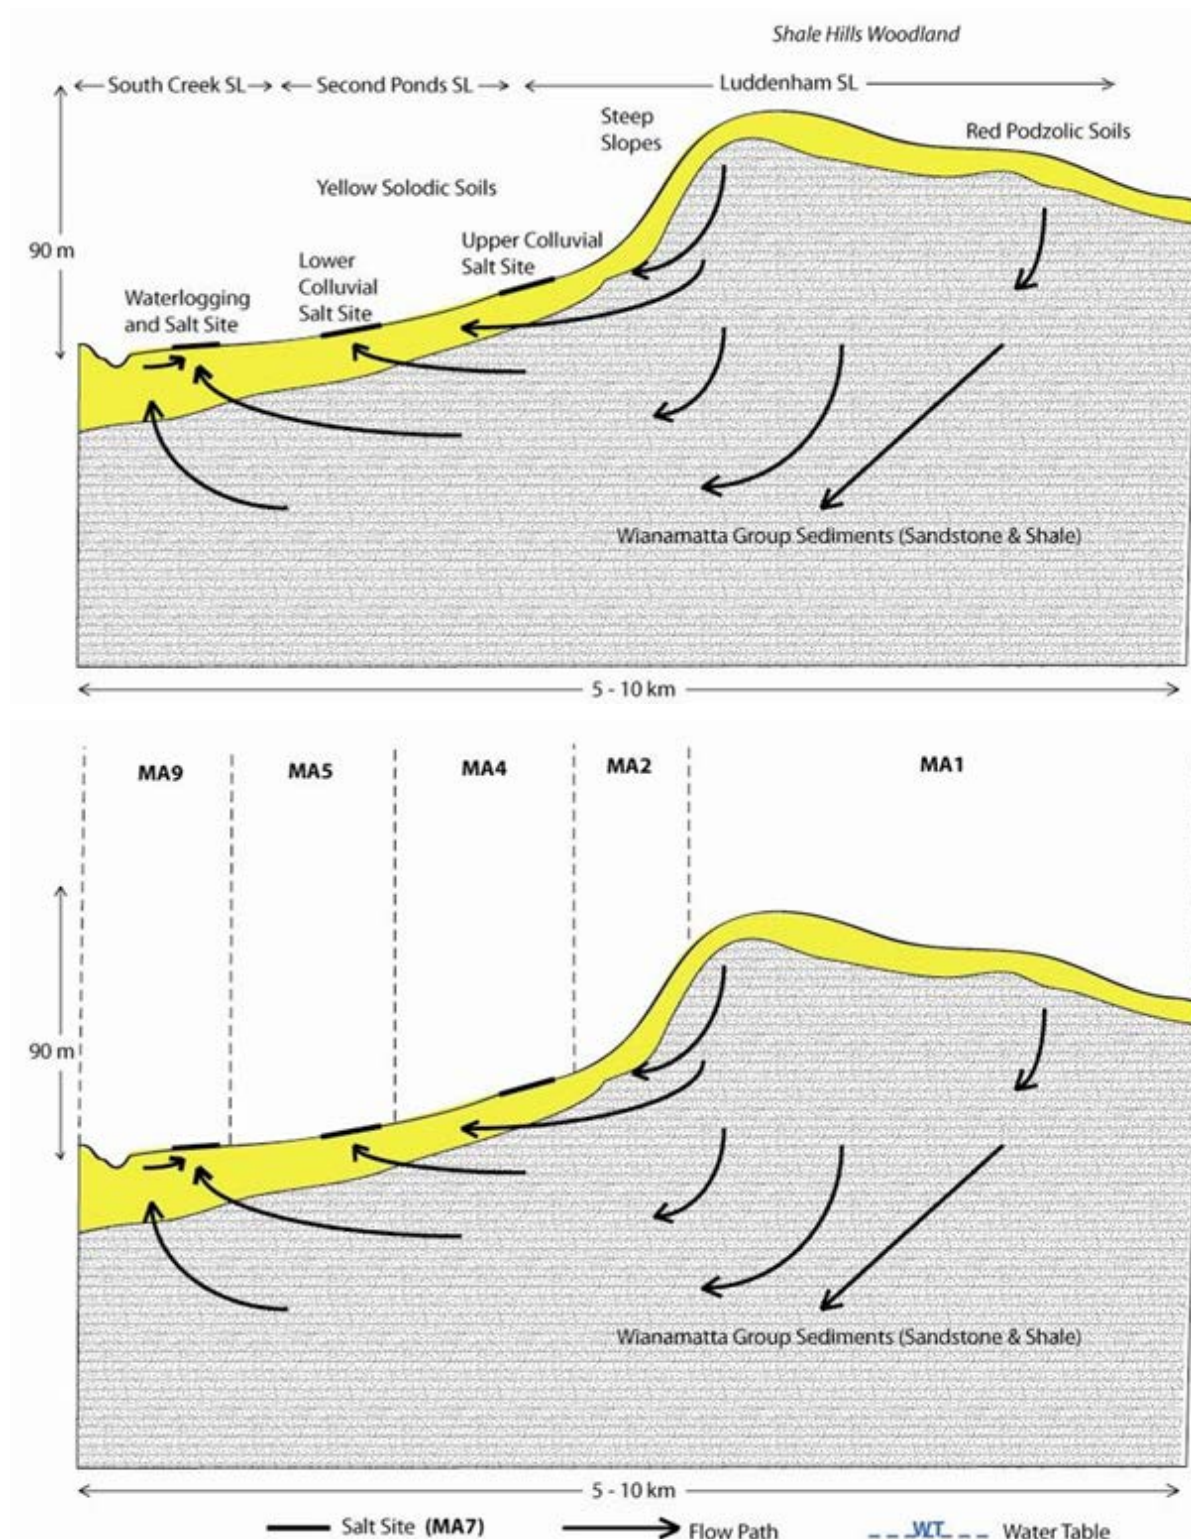 Shale Hills Woodland
South Creek SL
Second Ponds SL
Luddenham SL
Steep
Slopes
Red Podzolic Soils
Yellow Solodic Soils
Upper Colluvial
Salt Site
90 m
Lower
Colluvial
Salt Site
Waterlogging
and Salt Site
Wianamatta Group Sediments (Sandstone & Shale)
5 - 10 km
MA9
MA5
MA4
MA2
MA1
90 m
Wianamatta Group Sediments (Sandstone & Shale)
5 - 10 km
Salt Site (MA7)
Flow Path
WT
Water Table